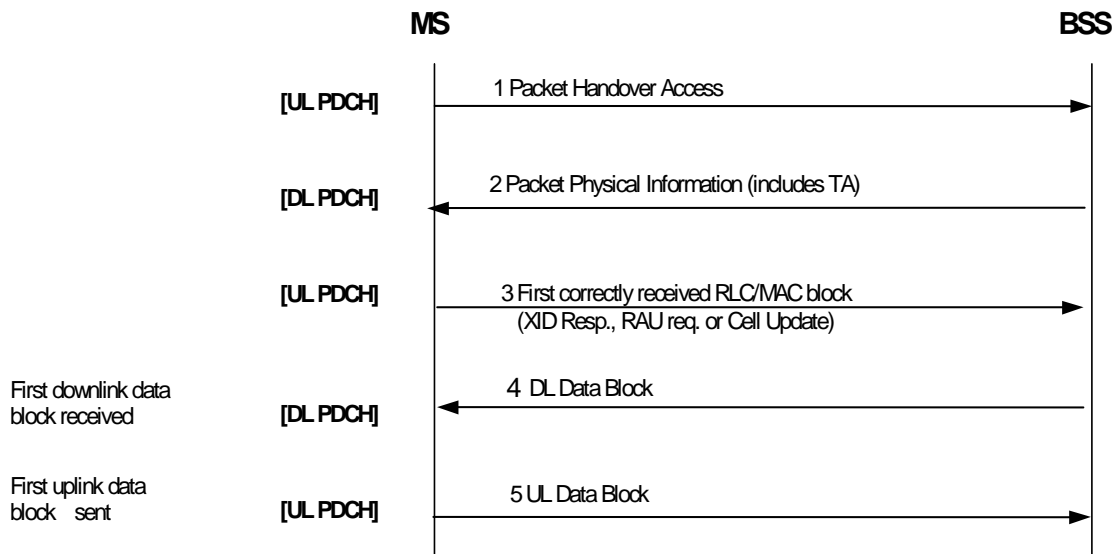 MS BSS
1 Packet Handover Access
[UL PDCH]
2 Packet Physical Information (includes TA)
[DL PDCH]
[UL PDCH]
3 First correctly received RLC/MAC block
(XID Resp., RAU req. or Cell Update)
First downlink data
block received
[DL PDCH]
4 DL Data Block
First uplink data
block sent
[UL PDCH]
5 UL Data Block